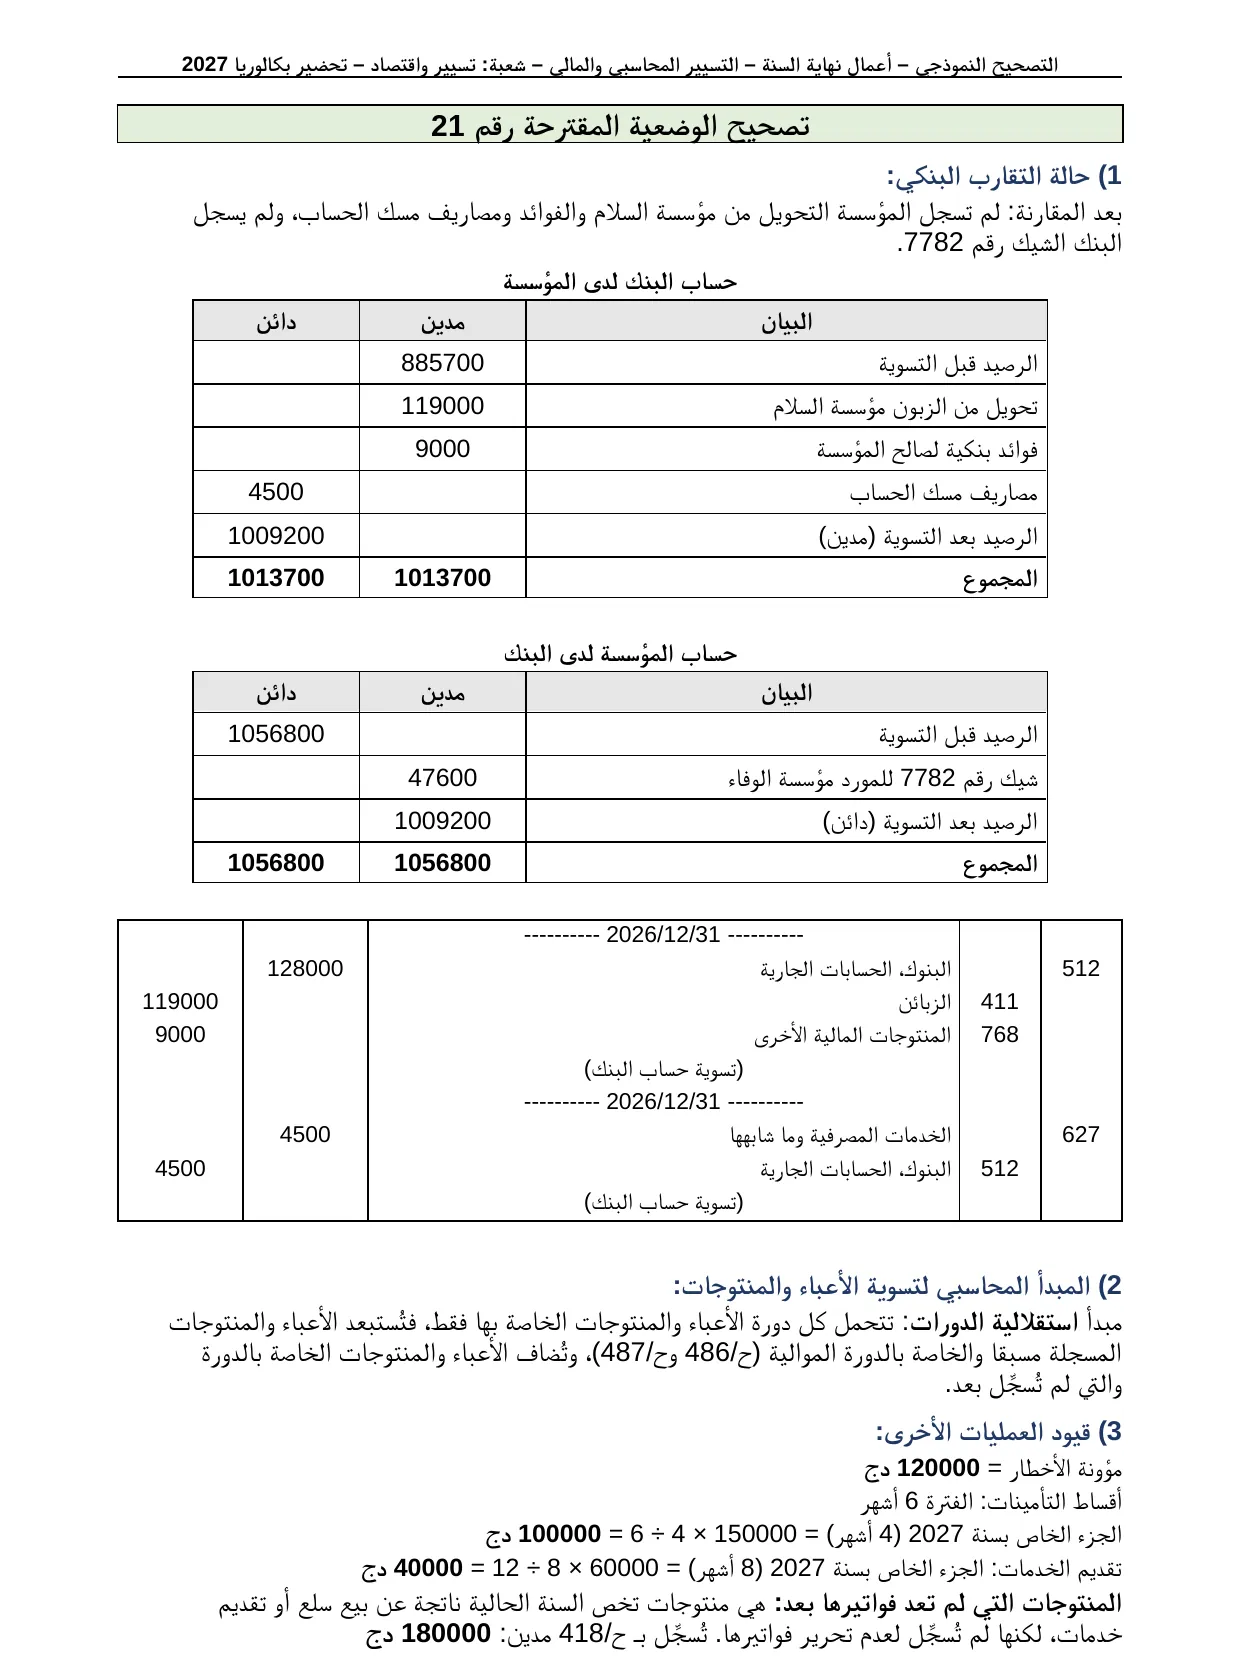 التصحيح النموذجي – أعمال نهاية السنة – التسيير المحاسبي والمالي – شعبة: تسيير واقتصاد – تحضير بكالوريا 2027
تصحيح الوضعية المقترحة رقم 21
1) حالة التقارب البنكي:
بعد المقارنة: لم تسجل المؤسسة التحويل من مؤسسة السلام والفوائد ومصاريف مسك الحساب، ولم يسجل
البنك الشيك رقم 7782.
حساب البنك لدى المؤسسة
البيان مدين دائن
الرصيد قبل التسوية 885700
تحويل من الزبون مؤسسة السلام 119000
فوائد بنكية لصالح المؤسسة 9000
مصاريف مسك الحساب 4500
الرصيد بعد التسوية (مدين) 1009200
المجموع 1013700 1013700
حساب المؤسسة لدى البنك
البيان مدين دائن
الرصيد قبل التسوية 1056800
شيك رقم 7782 للمورد مؤسسة الوفاء 47600
الرصيد بعد التسوية (دائن) 1009200
المجموع 1056800 1056800
---------- 2026/12/31 ----------
512 البنوك، الحسابات الجارية 128000
411 الزبائن 119000
768 المنتوجات المالية الأخرى 9000
(تسوية حساب البنك)
---------- 2026/12/31 ----------
627 الخدمات المصرفية وما شابهها 4500
512 البنوك، الحسابات الجارية 4500
(تسوية حساب البنك)
2) المبدأ المحاسبي لتسوية الأعباء والمنتوجات:
مبدأ استقلالية الدورات: تتحمل كل دورة الأعباء والمنتوجات الخاصة بها فقط، فتُستبعد الأعباء والمنتوجات
المسجلة مسبقا والخاصة بالدورة الموالية (ح/486 وح/487)، وتُضاف الأعباء والمنتوجات الخاصة بالدورة
والتي لم تُسجَّل بعد.
3) قيود العمليات الأخرى:
مؤونة الأخطار = 120000 دج
أقساط التأمينات: الفترة 6 أشهر
الجزء الخاص بسنة 2027 (4 أشهر) = 150000 × 4 ÷ 6 = 100000 دج
تقديم الخدمات: الجزء الخاص بسنة 2027 (8 أشهر) = 60000 × 8 ÷ 12 = 40000 دج
المنتوجات التي لم تعد فواتيرها بعد: هي منتوجات تخص السنة الحالية ناتجة عن بيع سلع أو تقديم
خدمات، لكنها لم تُسجَّل لعدم تحرير فواتيرها. تُسجَّل بـ ح/418 مدين: 180000 دج